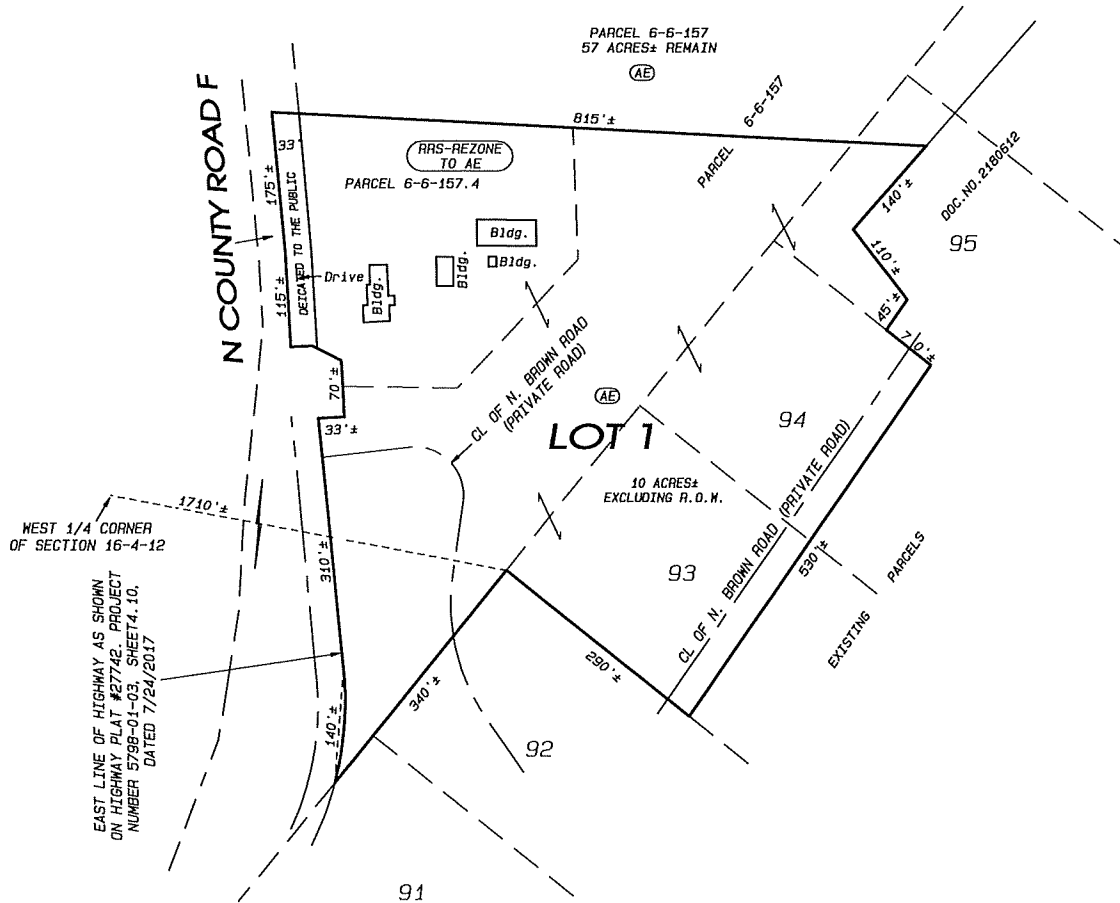 PARCEL 6-6-157
57 ACRES± REMAIN
AE
N COUNTY ROAD F
815'±
6-6-157
PARCEL
33'
RRS-REZONE
TO AE
PARCEL 6-6-157.4
175'±
DEICATED TO THE PUBLIC
140'±
DOC.NO.2180612
95
110'±
45'±
70'±
Bldg.
Bldg.
Bldg.
Bldg.
Drive
115'±
CL OF N. BROWN ROAD
(PRIVATE ROAD)
70'±
33'±
AE
LOT 1
94
10 ACRES±
EXCLUDING R.O.W.
CL OF N. BROWN ROAD (PRIVATE ROAD)
1710'±
WEST 1/4 CORNER
OF SECTION 16-4-12
310'±
93
530'±
EXISTING PARCELS
EAST LINE OF HIGHWAY AS SHOWN
ON HIGHWAY PLAT #27742. PROJECT
NUMBER 5798-01-03, SHEET4.10,
DATED 7/24/2017
290'±
340'±
140'±
92
91